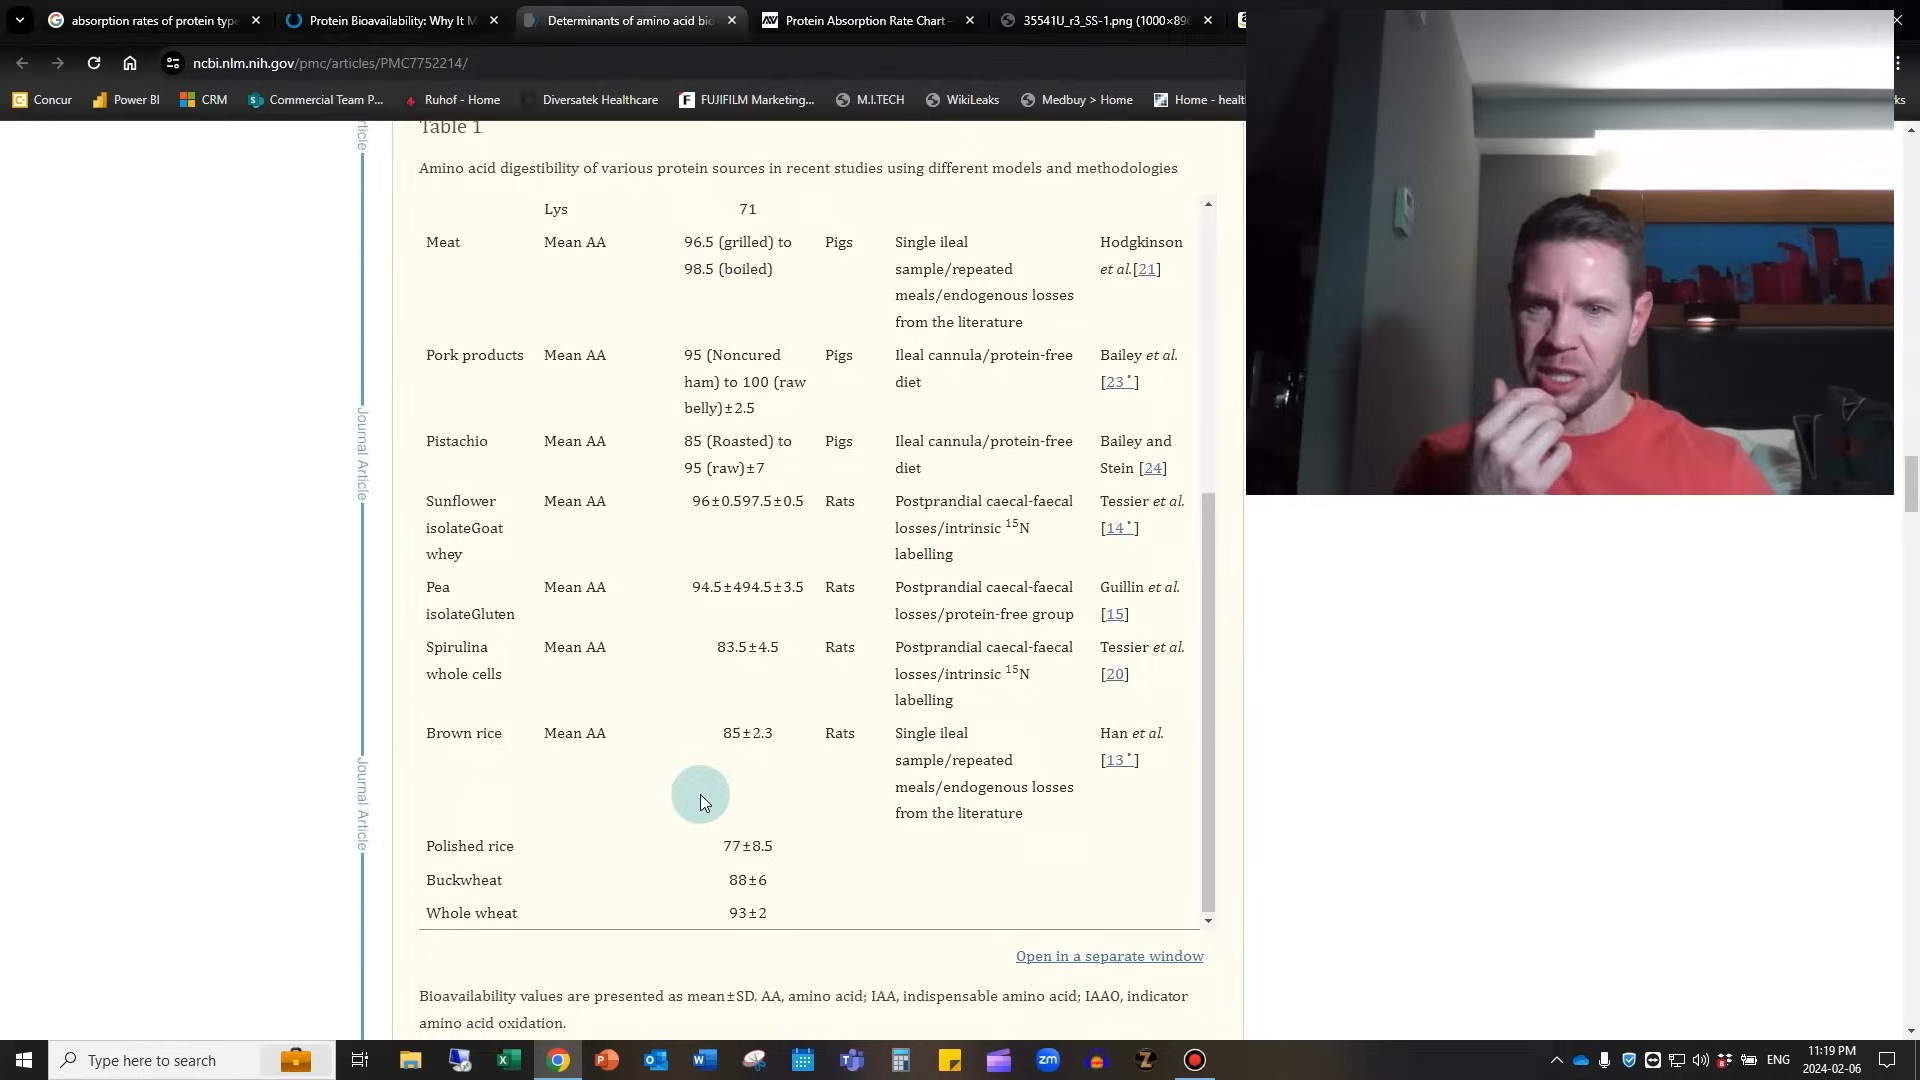 absorption rates of protein type
Protein Bioavailability: Why It M
Determinants of amino acid bio
Protein Absorption Rate Chart -
35541U_r3_SS-1.png (1000×89
ncbi.nlm.nih.gov/pmc/articles/PMC7752214/
Concur
Power BI
CRM
Commercial Team P...
Ruhof - Home
Diversatek Healthcare
FUJIFILM Marketing...
M.I.TECH
WikiLeaks
Medbuy > Home
Home - healt
ks
Table 1
Amino acid digestibility of various protein sources in recent studies using different models and methodologies
Lys 71
Meat Mean AA 96.5 (grilled) to Pigs Single ileal Hodgkinson
98.5 (boiled) sample/repeated et al.[21]
meals/endogenous losses
from the literature
Pork products Mean AA 95 (Noncured Pigs Ileal cannula/protein-free Bailey et al.
ham) to 100 (raw diet [23▪]
belly)±2.5
Pistachio Mean AA 85 (Roasted) to Pigs Ileal cannula/protein-free Bailey and
95 (raw)±7 diet Stein [24]
Sunflower Mean AA 96±0.597.5±0.5 Rats Postprandial caecal-faecal Tessier et al.
isolateGoat losses/intrinsic 15N [14▪]
whey labelling
Pea Mean AA 94.5±494.5±3.5 Rats Postprandial caecal-faecal Guillin et al.
isolateGluten losses/protein-free group [15]
Spirulina Mean AA 83.5±4.5 Rats Postprandial caecal-faecal Tessier et al.
whole cells losses/intrinsic 15N [20]
labelling
Brown rice Mean AA 85±2.3 Rats Single ileal Han et al.
sample/repeated [13▪]
meals/endogenous losses
from the literature
Polished rice 77±8.5
Buckwheat 88±6
Whole wheat 93±2
Open in a separate window
Bioavailability values are presented as mean±SD. AA, amino acid; IAA, indispensable amino acid; IAAO, indicator
amino acid oxidation.
Journal Article
Journal Article
rticle
Type here to search
ENG
11:19 PM
2024-02-06